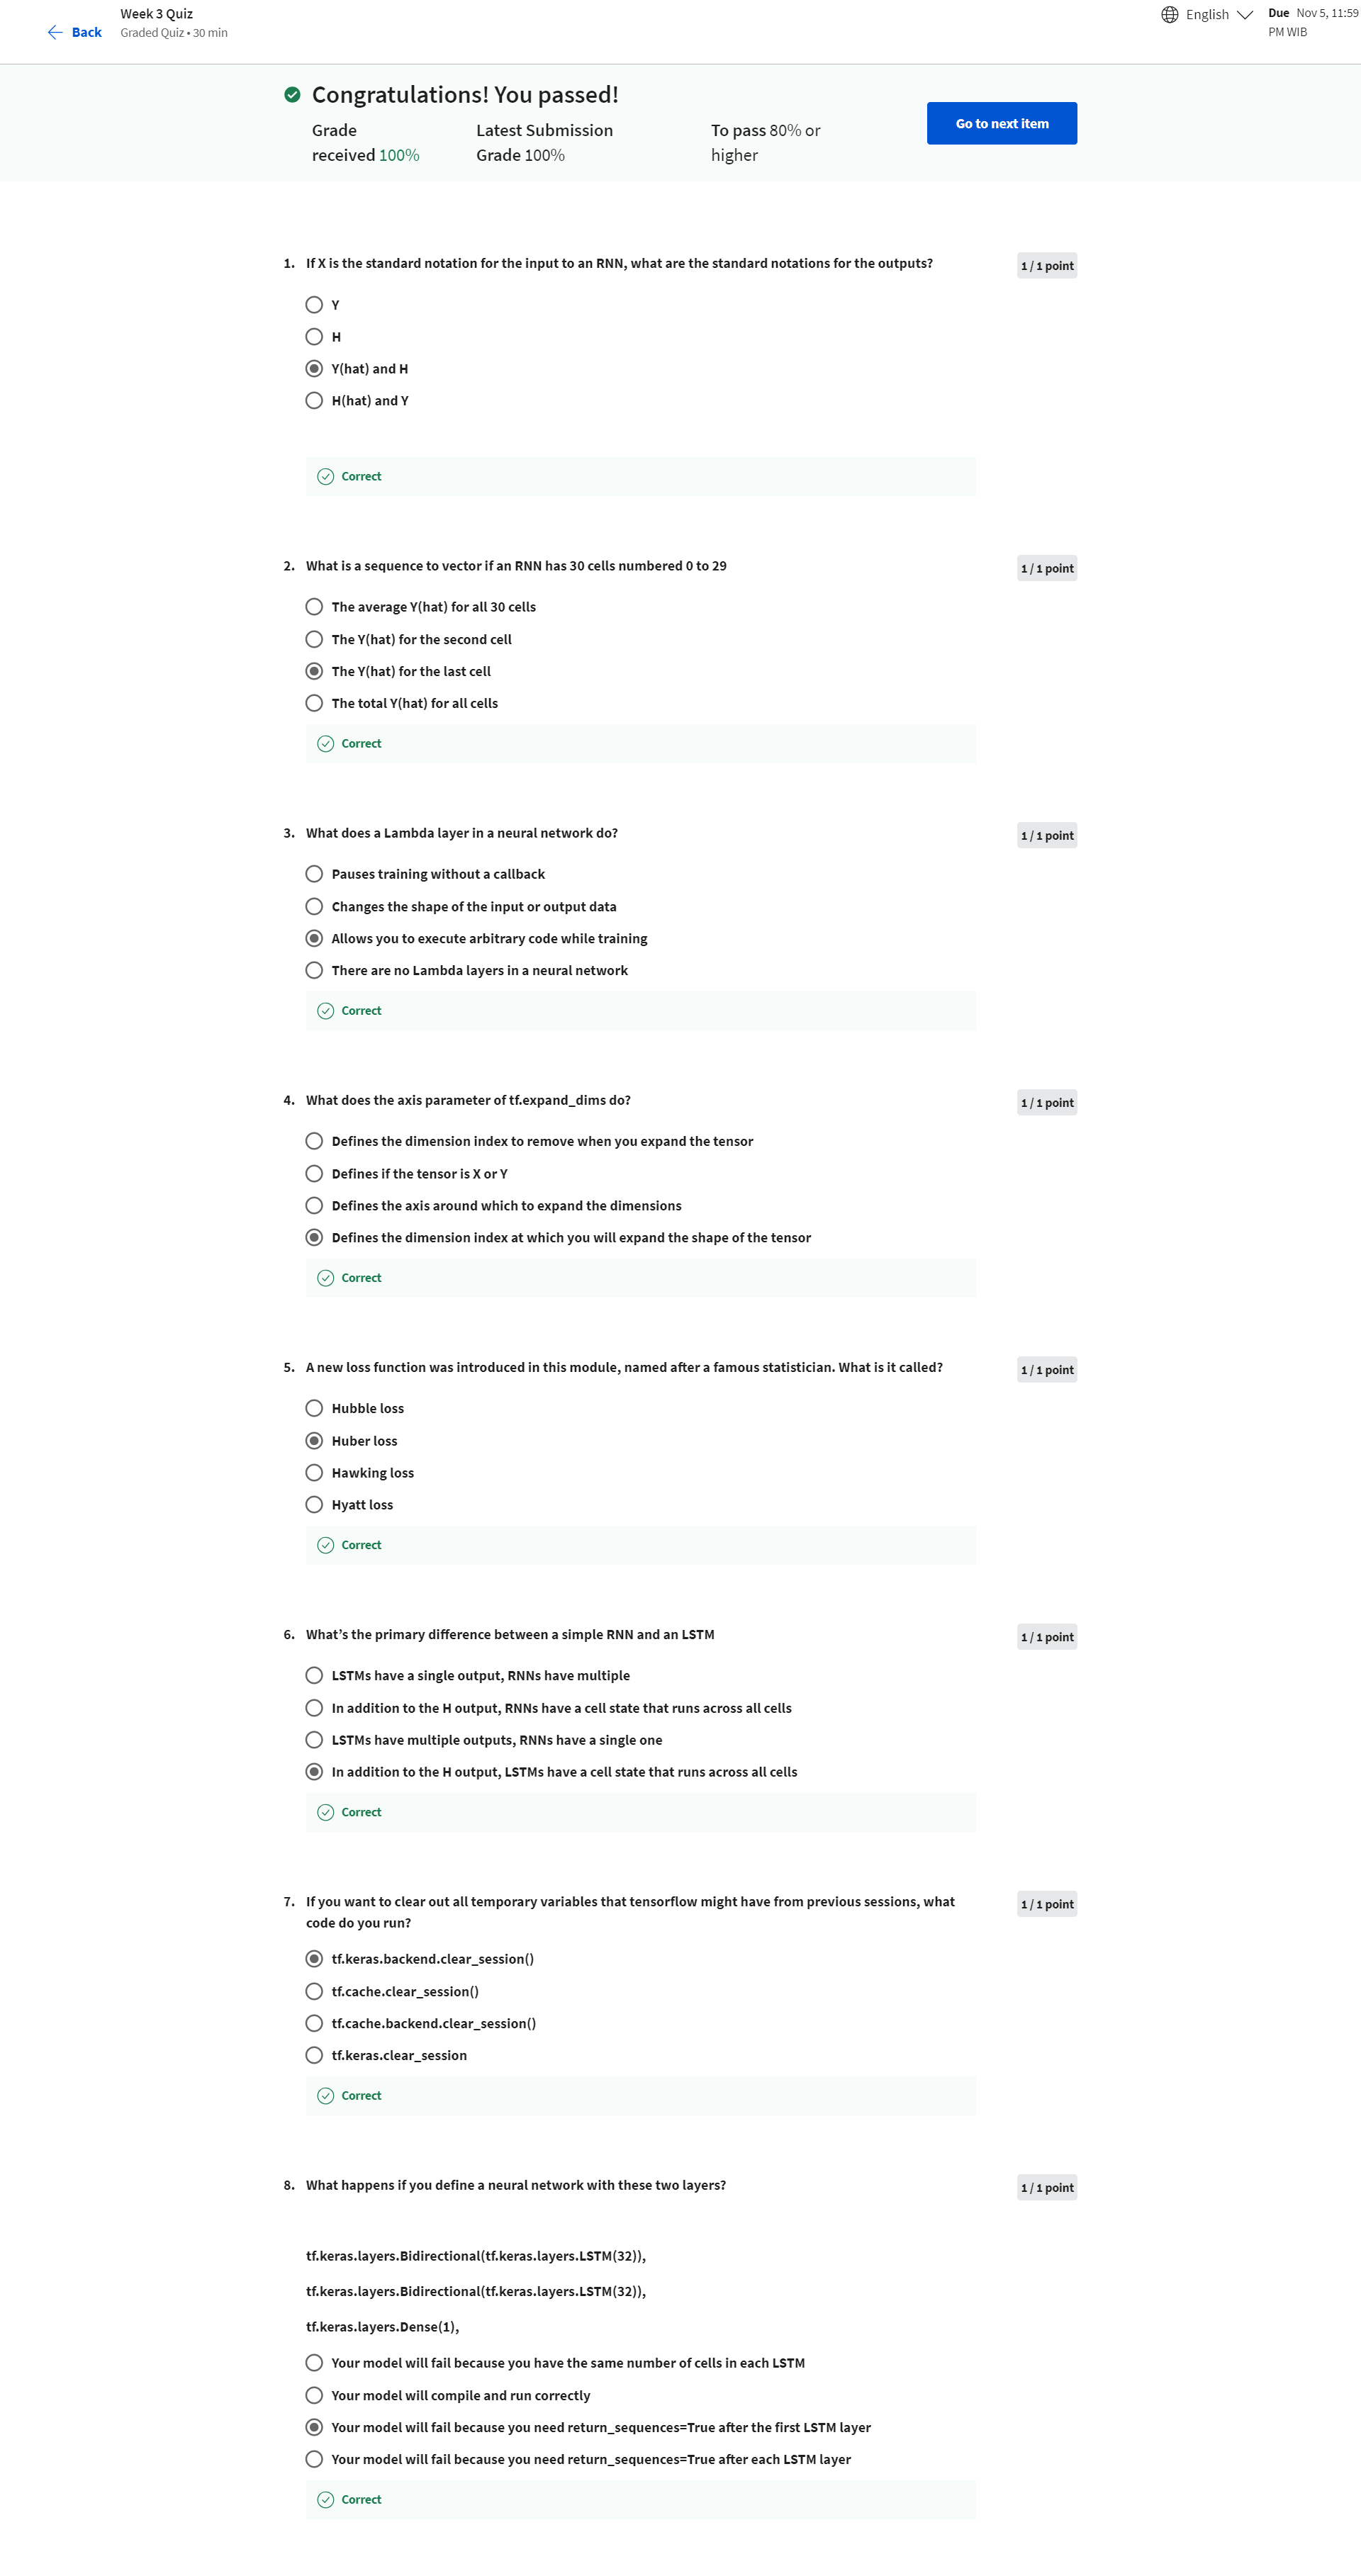 Back
Week 3 Quiz
Graded Quiz • 30 min
English
Due Nov 5, 11:59
PM WIB
Congratulations! You passed!
Grade
received 100%
Latest Submission
Grade 100%
To pass 80% or
higher
Go to next item
1. If X is the standard notation for the input to an RNN, what are the standard notations for the outputs?
1 / 1 point
Y
H
Y(hat) and H
H(hat) and Y
Correct
2. What is a sequence to vector if an RNN has 30 cells numbered 0 to 29
1 / 1 point
The average Y(hat) for all 30 cells
The Y(hat) for the second cell
The Y(hat) for the last cell
The total Y(hat) for all cells
Correct
3. What does a Lambda layer in a neural network do?
1 / 1 point
Pauses training without a callback
Changes the shape of the input or output data
Allows you to execute arbitrary code while training
There are no Lambda layers in a neural network
Correct
4. What does the axis parameter of tf.expand_dims do?
1 / 1 point
Defines the dimension index to remove when you expand the tensor
Defines if the tensor is X or Y
Defines the axis around which to expand the dimensions
Defines the dimension index at which you will expand the shape of the tensor
Correct
5. A new loss function was introduced in this module, named after a famous statistician. What is it called?
1 / 1 point
Hubble loss
Huber loss
Hawking loss
Hyatt loss
Correct
6. What’s the primary difference between a simple RNN and an LSTM
1 / 1 point
LSTMs have a single output, RNNs have multiple
In addition to the H output, RNNs have a cell state that runs across all cells
LSTMs have multiple outputs, RNNs have a single one
In addition to the H output, LSTMs have a cell state that runs across all cells
Correct
7. If you want to clear out all temporary variables that tensorflow might have from previous sessions, what
code do you run?
1 / 1 point
tf.keras.backend.clear_session()
tf.cache.clear_session()
tf.cache.backend.clear_session()
tf.keras.clear_session
Correct
8. What happens if you define a neural network with these two layers?
1 / 1 point
tf.keras.layers.Bidirectional(tf.keras.layers.LSTM(32)),
tf.keras.layers.Bidirectional(tf.keras.layers.LSTM(32)),
tf.keras.layers.Dense(1),
Your model will fail because you have the same number of cells in each LSTM
Your model will compile and run correctly
Your model will fail because you need return_sequences=True after the first LSTM layer
Your model will fail because you need return_sequences=True after each LSTM layer
Correct